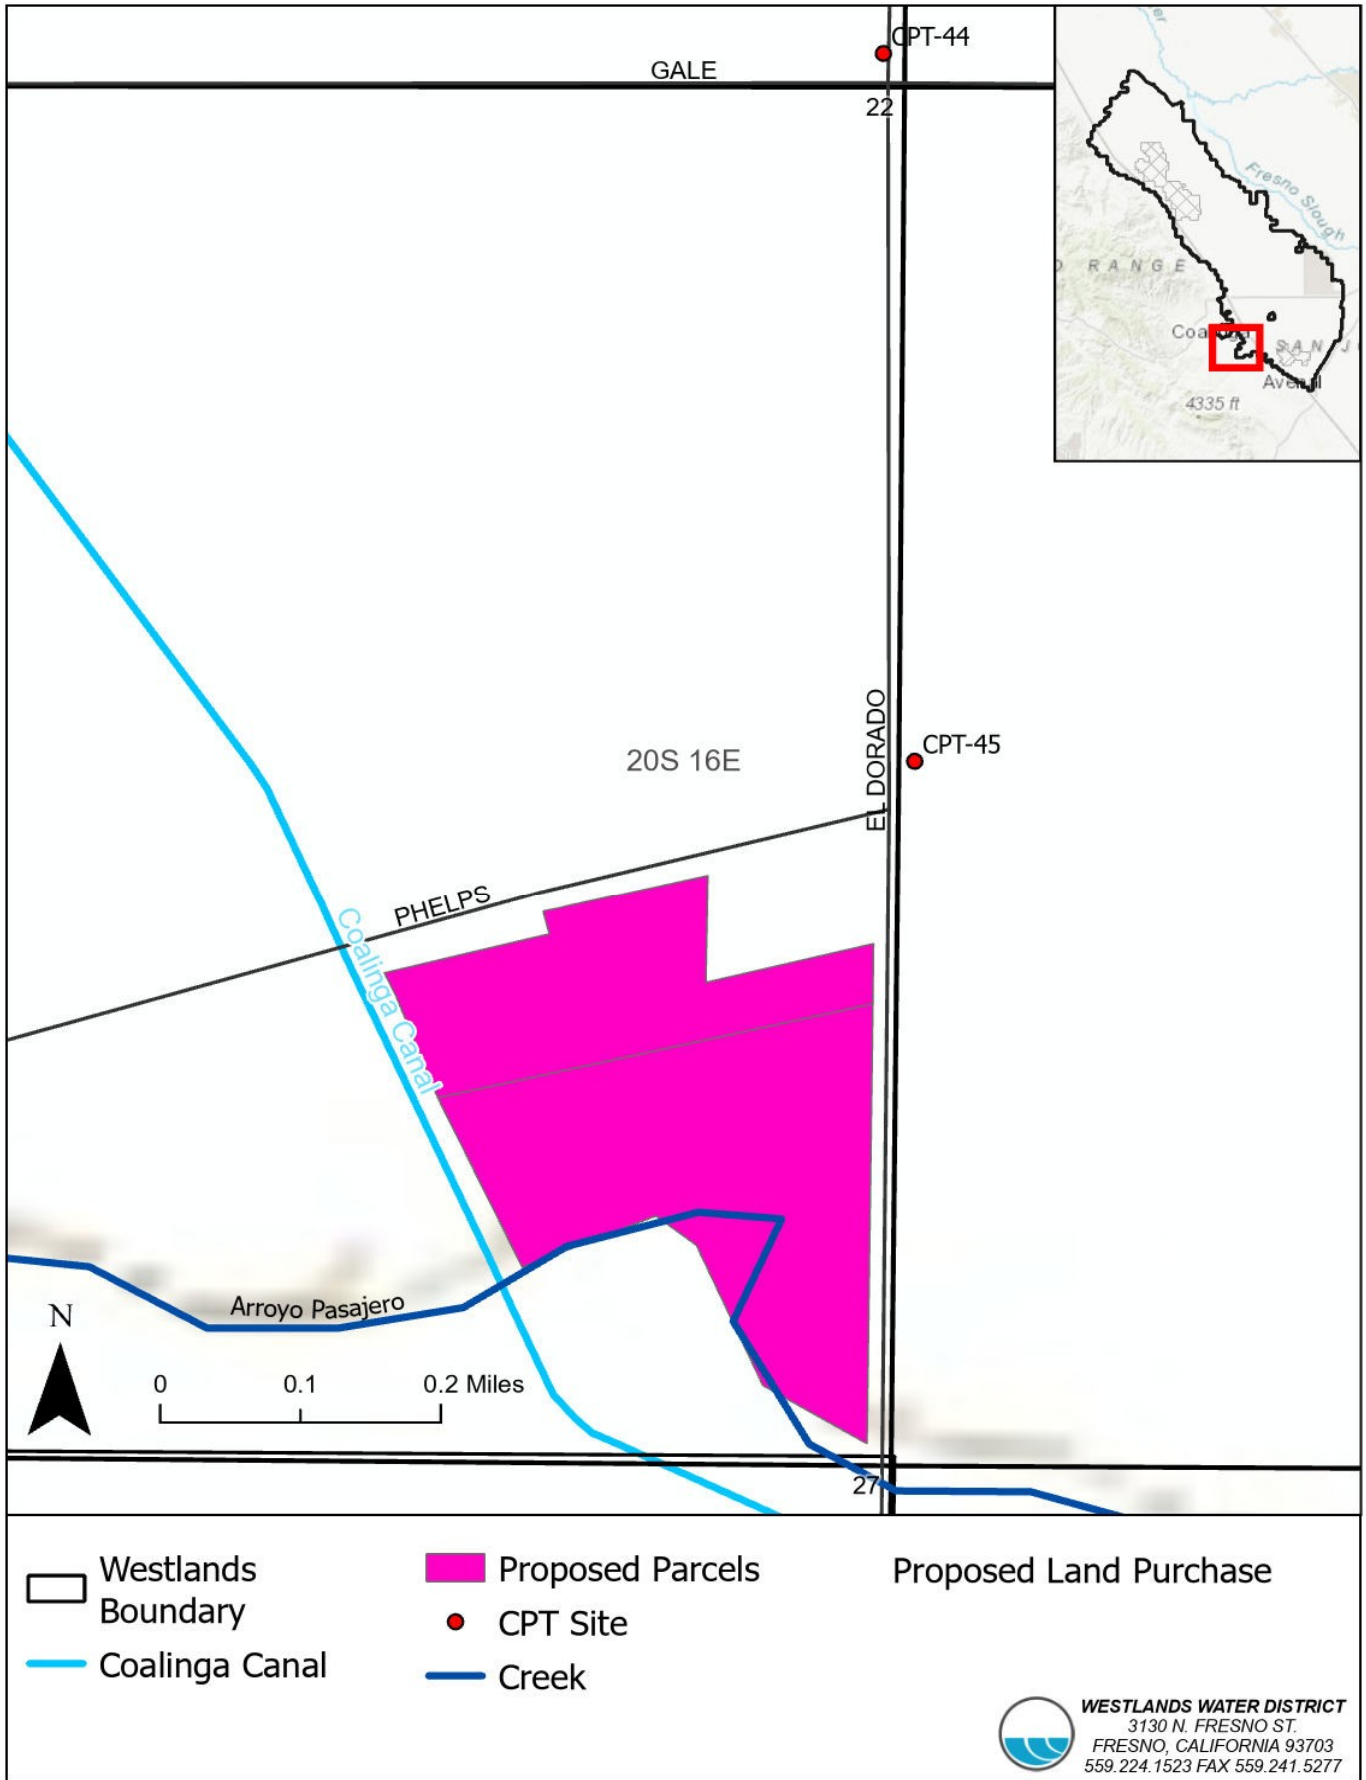 CPT-44
GALE
22
er
Fresno Slough
RANGE
SAN J
4335 ft
EL DORADO
CPT-45
20S 16E
PHELPS
Coalinga Canal
Arroyo Pasajero
N
0 0.1 0.2 Miles
27
Westlands
Boundary
Coalinga Canal
Proposed Parcels
CPT Site
Creek
Proposed Land Purchase
WESTLANDS WATER DISTRICT
3130 N. FRESNO ST.
FRESNO, CALIFORNIA 93703
559.224.1523 FAX 559.241.5277